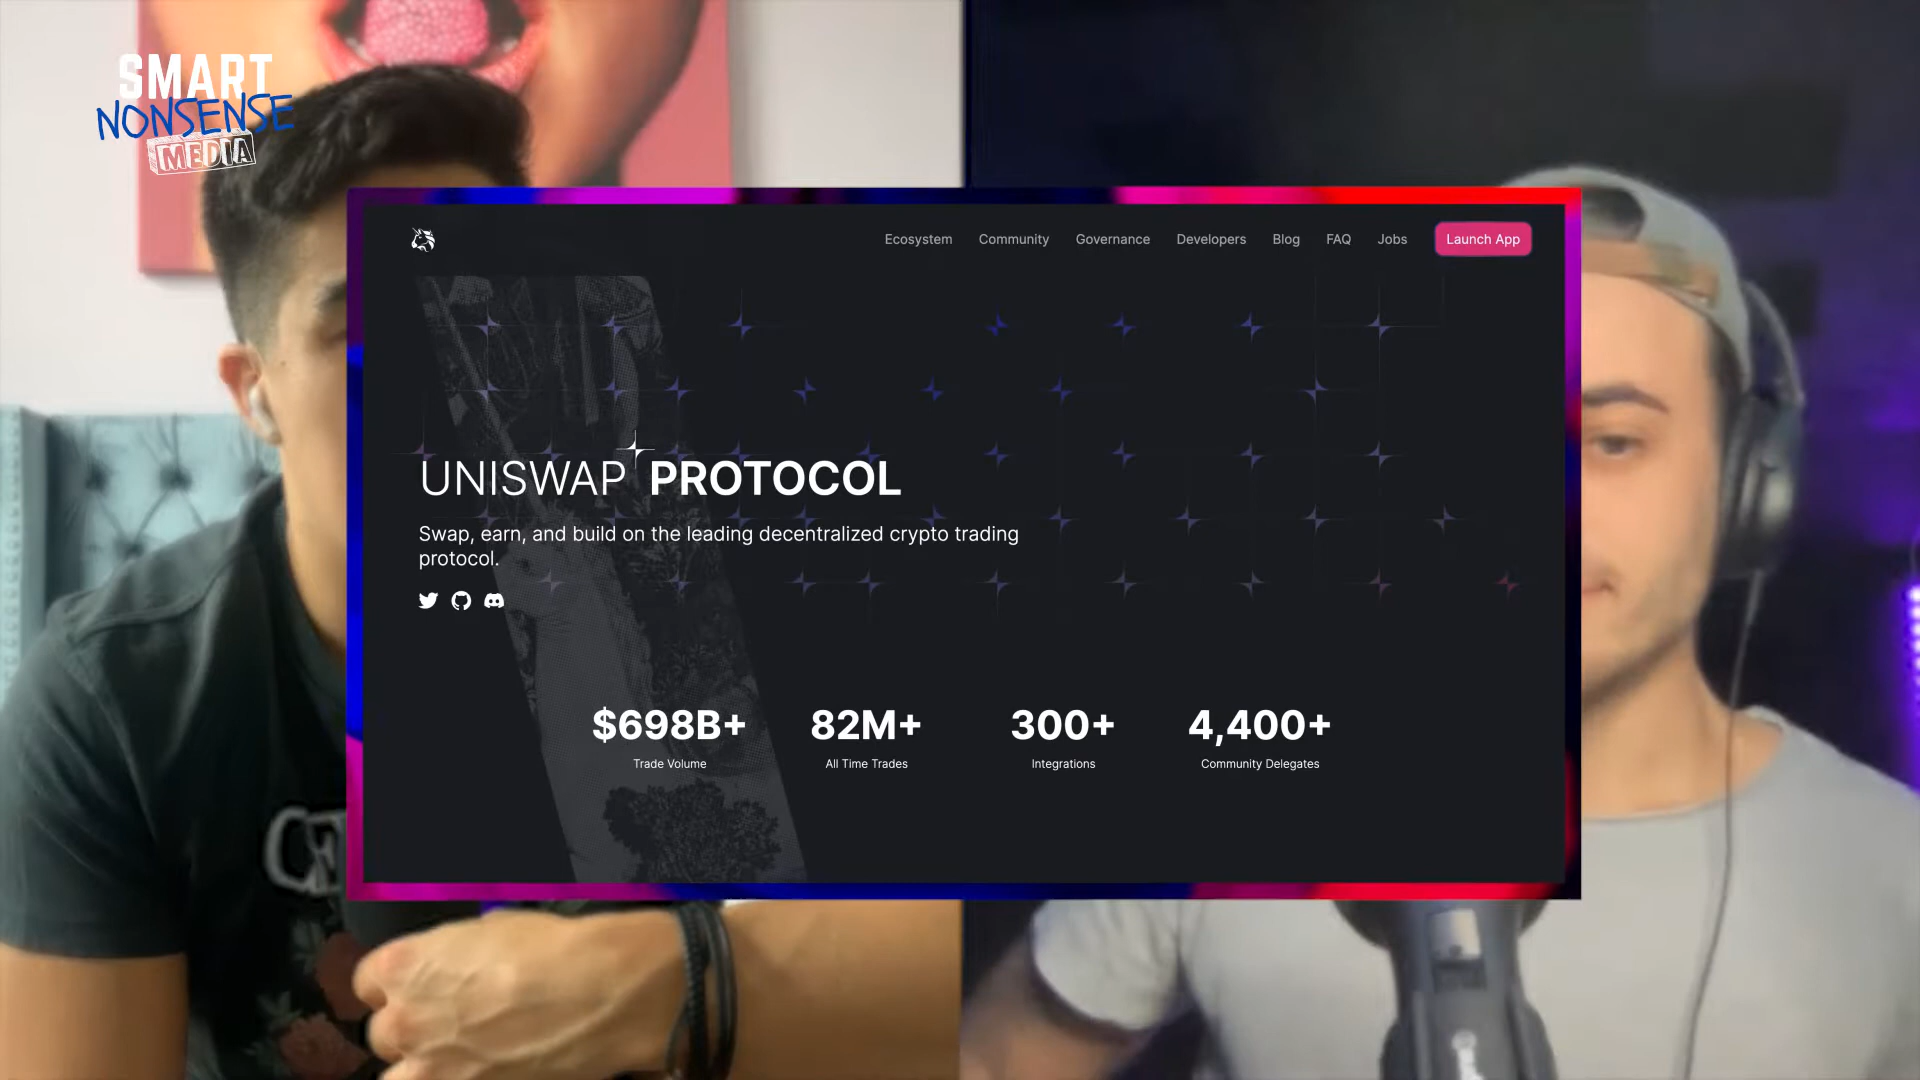 SMART
NONSENSE
MEDIA
Ecosystem Community Governance Developers Blog FAQ Jobs Launch App
UNISWAP PROTOCOL
Swap, earn, and build on the leading decentralized crypto trading
protocol.
$698B+ 82M+ 300+ 4,400+
Trade Volume All Time Trades Integrations Community Delegates